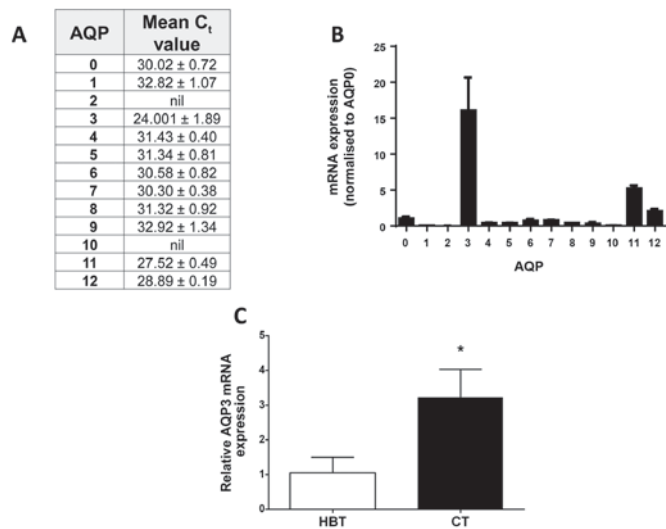 A
AQP Mean Ct value
0 30.02 ± 0.72
1 32.82 ± 1.07
2 nil
3 24.001 ± 1.89
4 31.43 ± 0.40
5 31.34 ± 0.81
6 30.58 ± 0.82
7 30.30 ± 0.38
8 31.32 ± 0.92
9 32.92 ± 1.34
10 nil
11 27.52 ± 0.49
12 28.89 ± 0.19
B
mRNA expression
(normalised to AQP0)
25
20
15
10
5
0
0 1 2 3 4 5 6 7 8 9 10 11 12
AQP
C
Relative AQP3 mRNA
expression
5
4
3
2
1
0
*
HBT CT